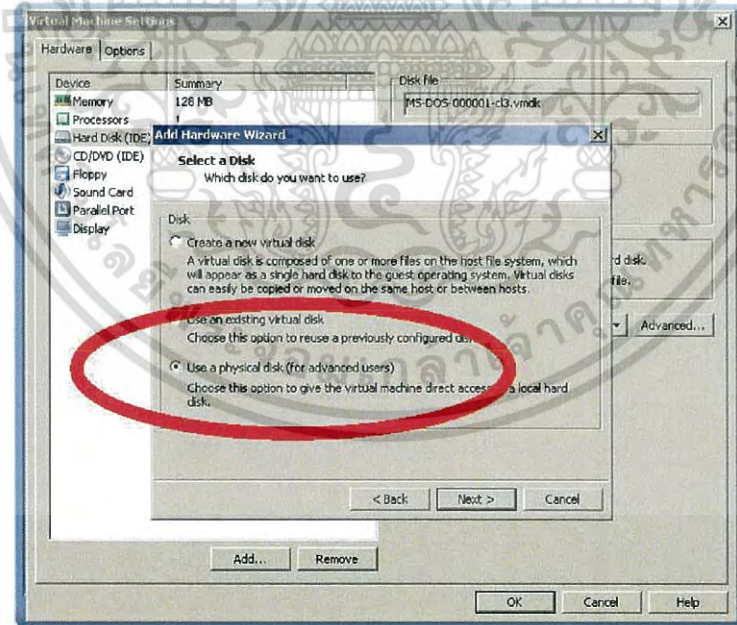 Virtual Machine Settings
Hardware Options
Device Summary
Memory 128 MB
Processors 1
Hard Disk (IDE)
CD/DVD (IDE)
Floppy
Sound Card
Parallel Port
Display
Disk file
MS-DOS-000001-cl3.vmdk
rd disk.
file.
Advanced...
Add Hardware Wizard
Select a Disk
Which disk do you want to use?
Disk
Create a new virtual disk
A virtual disk is composed of one or more files on the host file system, which
will appear as a single hard disk to the guest operating system. Virtual disks
can easily be copied or moved on the same host or between hosts.
Use an existing virtual disk
Choose this option to reuse a previously configured
Use a physical disk (for advanced users)
Choose this option to give the virtual machine direct access a local hard
disk.
< Back Next > Cancel
Add... Remove
OK Cancel Help